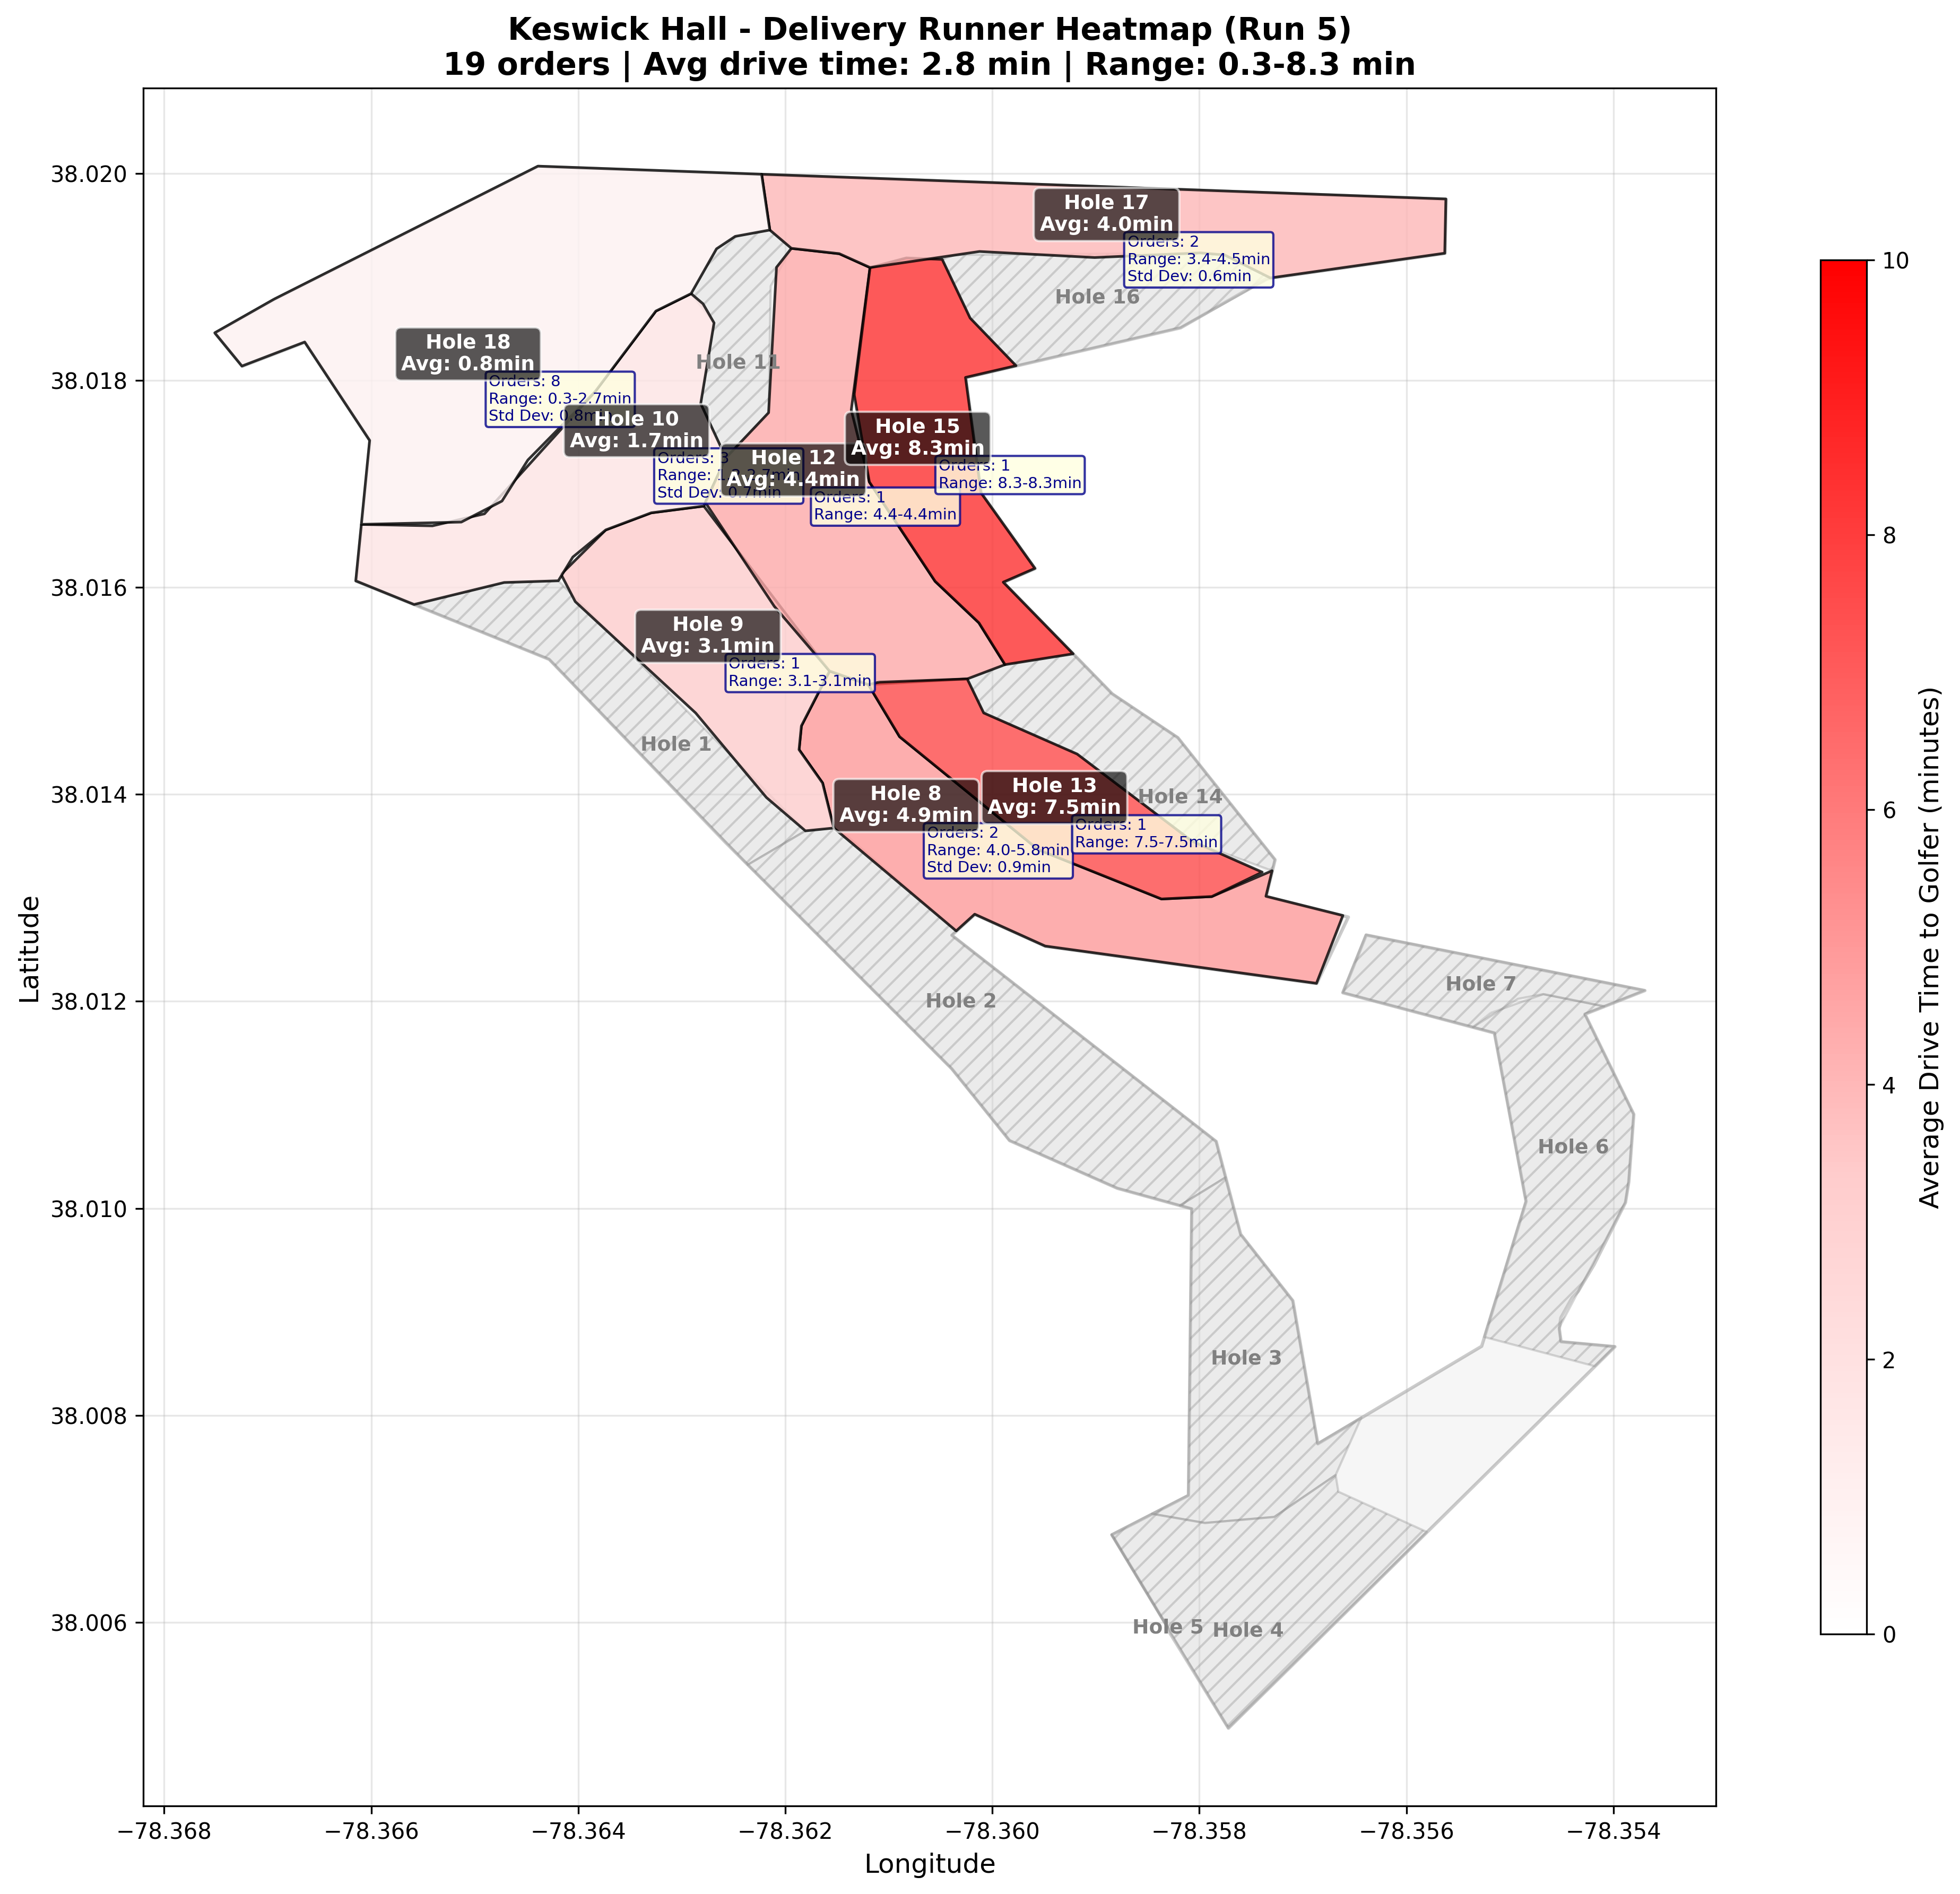 Keswick Hall - Delivery Runner Heatmap (Run 5)
19 orders | Avg drive time: 2.8 min | Range: 0.3-8.3 min
38.020
38.018
38.016
38.014
38.012
38.010
38.008
38.006
Latitude
Hole 17
Avg: 4.0min
Orders: 2
Range: 3.4-4.5min
Std Dev: 0.6min
Hole 16
Hole 18
Avg: 0.8min
Orders: 8
Range: 0.3-2.7min
Std Dev: 0.8min
Hole 11
Hole 10
Avg: 1.7min
Orders: 3
Range:
Std Dev: 0.7min
Hole 12
Avg: 4.4min
Orders: 1
Range: 4.4-4.4min
Hole 15
Avg: 8.3min
Orders: 1
Range: 8.3-8.3min
Hole 9
Avg: 3.1min
Orders: 1
Range: 3.1-3.1min
Hole 1
Hole 8
Avg: 4.9min
Orders: 2
Range: 4.0-5.8min
Std Dev: 0.9min
Hole 13
Avg: 7.5min
Orders: 1
Range: 7.5-7.5min
Hole 14
Hole 2
Hole 7
Hole 6
Hole 3
Hole 5
Hole 4
−78.368
−78.366
−78.364
−78.362
−78.360
−78.358
−78.356
−78.354
Longitude
10
8
6
4
2
0
Average Drive Time to Golfer (minutes)